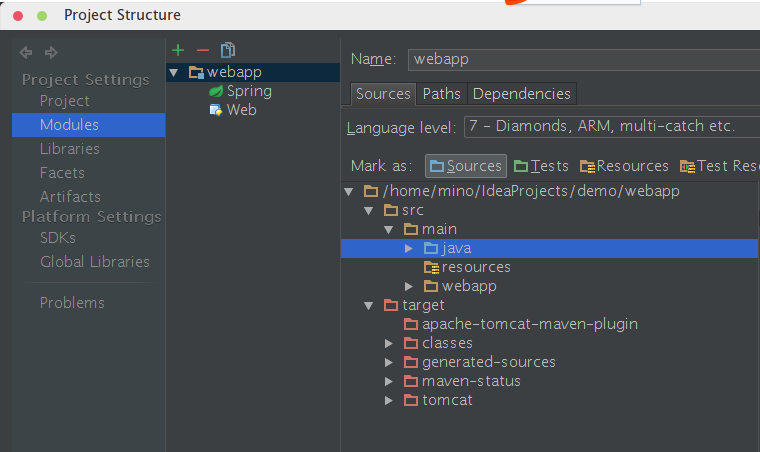 Project Structure
Project Settings
Project
Modules
Libraries
Facets
Artifacts
Platform Settings
SDKs
Global Libraries
Problems
webapp
Spring
Web
Name: webapp
Sources Paths Dependencies
Language level: 7 - Diamonds, ARM, multi-catch etc.
Mark as: Sources Tests Resources Test Res
/home/mino/IdeaProjects/demo/webapp
src
main
java
resources
webapp
target
apache-tomcat-maven-plugin
classes
generated-sources
maven-status
tomcat